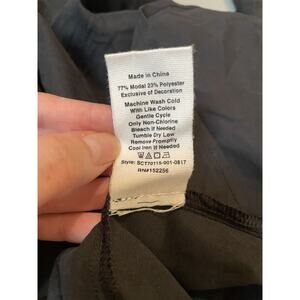 Made in China
77% Modal 23% Polyester
Exclusive of Decoration
Machine Wash Cold
With Like Colors
Gentle Cycle
Only Non-Chlorine
Bleach If Needed
Tumble Dry Low
Remove Promptly
Cool Iron If Needed
Style: SCT70115-001-0817
RN#152256